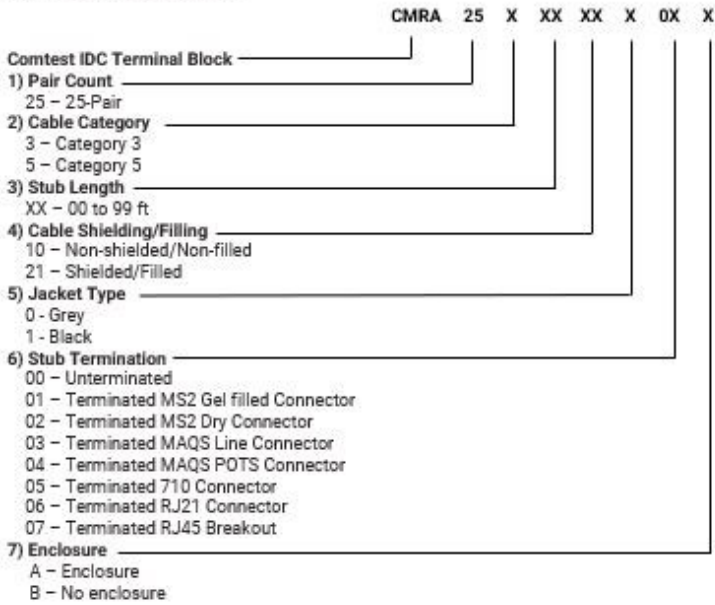 CMRA 25 X XX XX X 0X X
Comtest IDC Terminal Block
1) Pair Count
25 – 25-Pair
2) Cable Category
3 – Category 3
5 – Category 5
3) Stub Length
XX – 00 to 99 ft
4) Cable Shielding/Filling
10 – Non-shielded/Non-filled
21 – Shielded/Filled
5) Jacket Type
0 - Grey
1 - Black
6) Stub Termination
00 – Unterminated
01 – Terminated MS2 Gel filled Connector
02 – Terminated MS2 Dry Connector
03 – Terminated MAQS Line Connector
04 – Terminated MAQS POTS Connector
05 – Terminated 710 Connector
06 – Terminated RJ21 Connector
07 – Terminated RJ45 Breakout
7) Enclosure
A – Enclosure
B – No enclosure